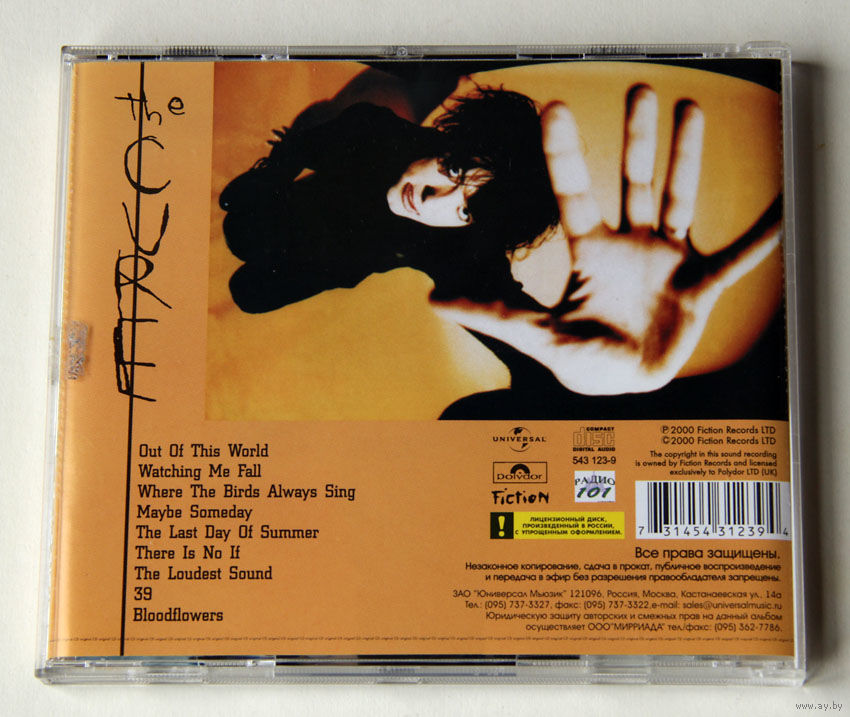 the CURE
Out Of This World
Watching Me Fall
Where The Birds Always Sing
Maybe Someday
The Last Day Of Summer
There Is No If
The Loudest Sound
39
Bloodflowers
UNIVERSAL
COMPACT
disc
DIGITAL AUDIO
543 123-9
Polydor
FICTION
РАДИО
101
℗ 2000 Fiction Records LTD
© 2000 Fiction Records LTD
The copyright in this sound recording
is owned by Fiction Records and licensed
exclusively to Polydor LTD (UK)
! ЛИЦЕНЗИОННЫЙ ДИСК,
ПРОИЗВЕДЕННЫЙ В РОССИИ,
С УПРОЩЕННЫМ ОФОРМЛЕНИЕМ.
7 31454 31239 4
Все права защищены.
Незаконное копирование, сдача в прокат, публичное воспроизведение
и передача в эфир без разрешения правообладателя запрещены.
ЗАО "Юниверсал Мьюзик" 121096, Россия, Москва, Кастанаевская ул., 14а
Тел.: (095) 737-3327, факс: (095) 737-3322,e-mail: sales@universalmusic.ru
Юридическую защиту авторских и смежных прав на данный альбом
осуществляет ООО"МИРРИАДА" тел/факс: (095) 362-7786.
www.ay.by